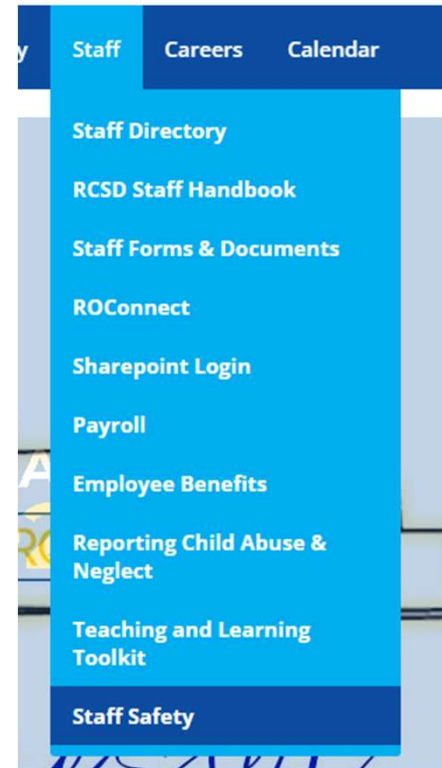 y Staff Careers Calendar
Staff Directory
RCSD Staff Handbook
Staff Forms & Documents
ROConnect
Sharepoint Login
Payroll
Employee Benefits
Reporting Child Abuse &
Neglect
Teaching and Learning
Toolkit
Staff Safety